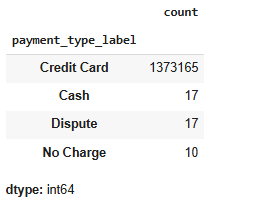 count
payment_type_label
Credit Card 1373165
Cash 17
Dispute 17
No Charge 10
dtype: int64